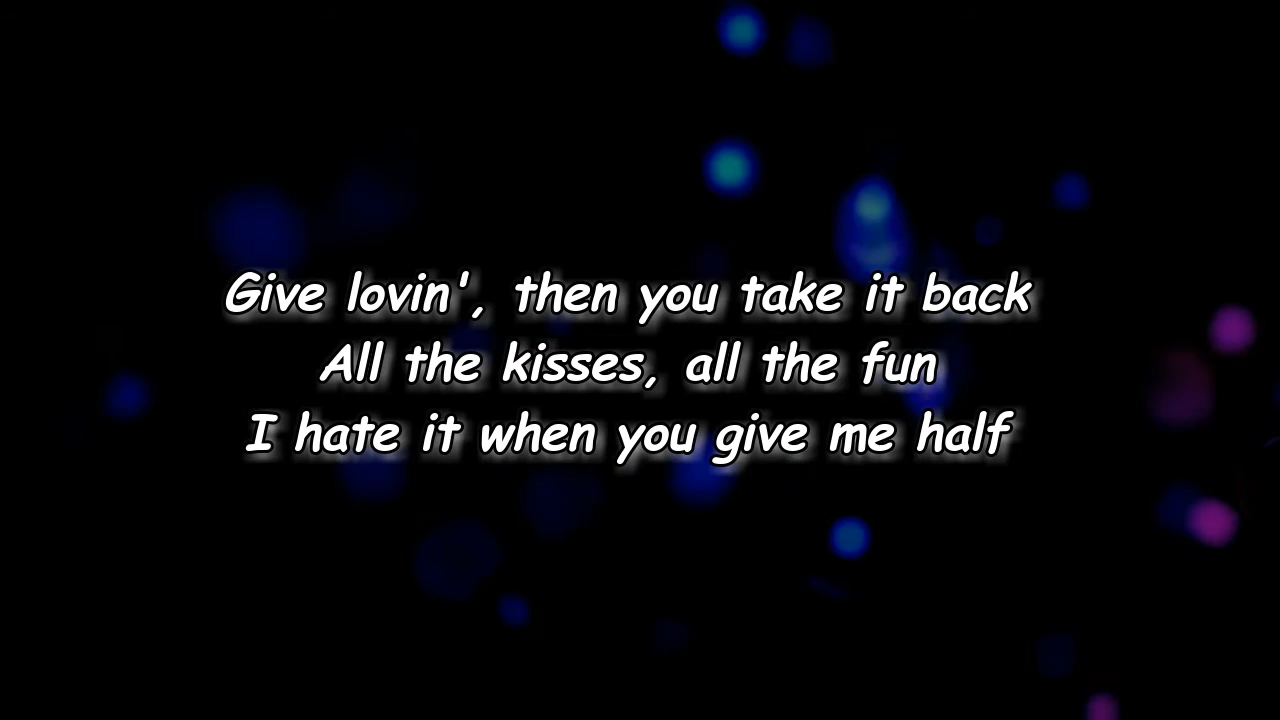 Give lovin', then you take it back
All the kisses, all the fun
I hate it when you give me half